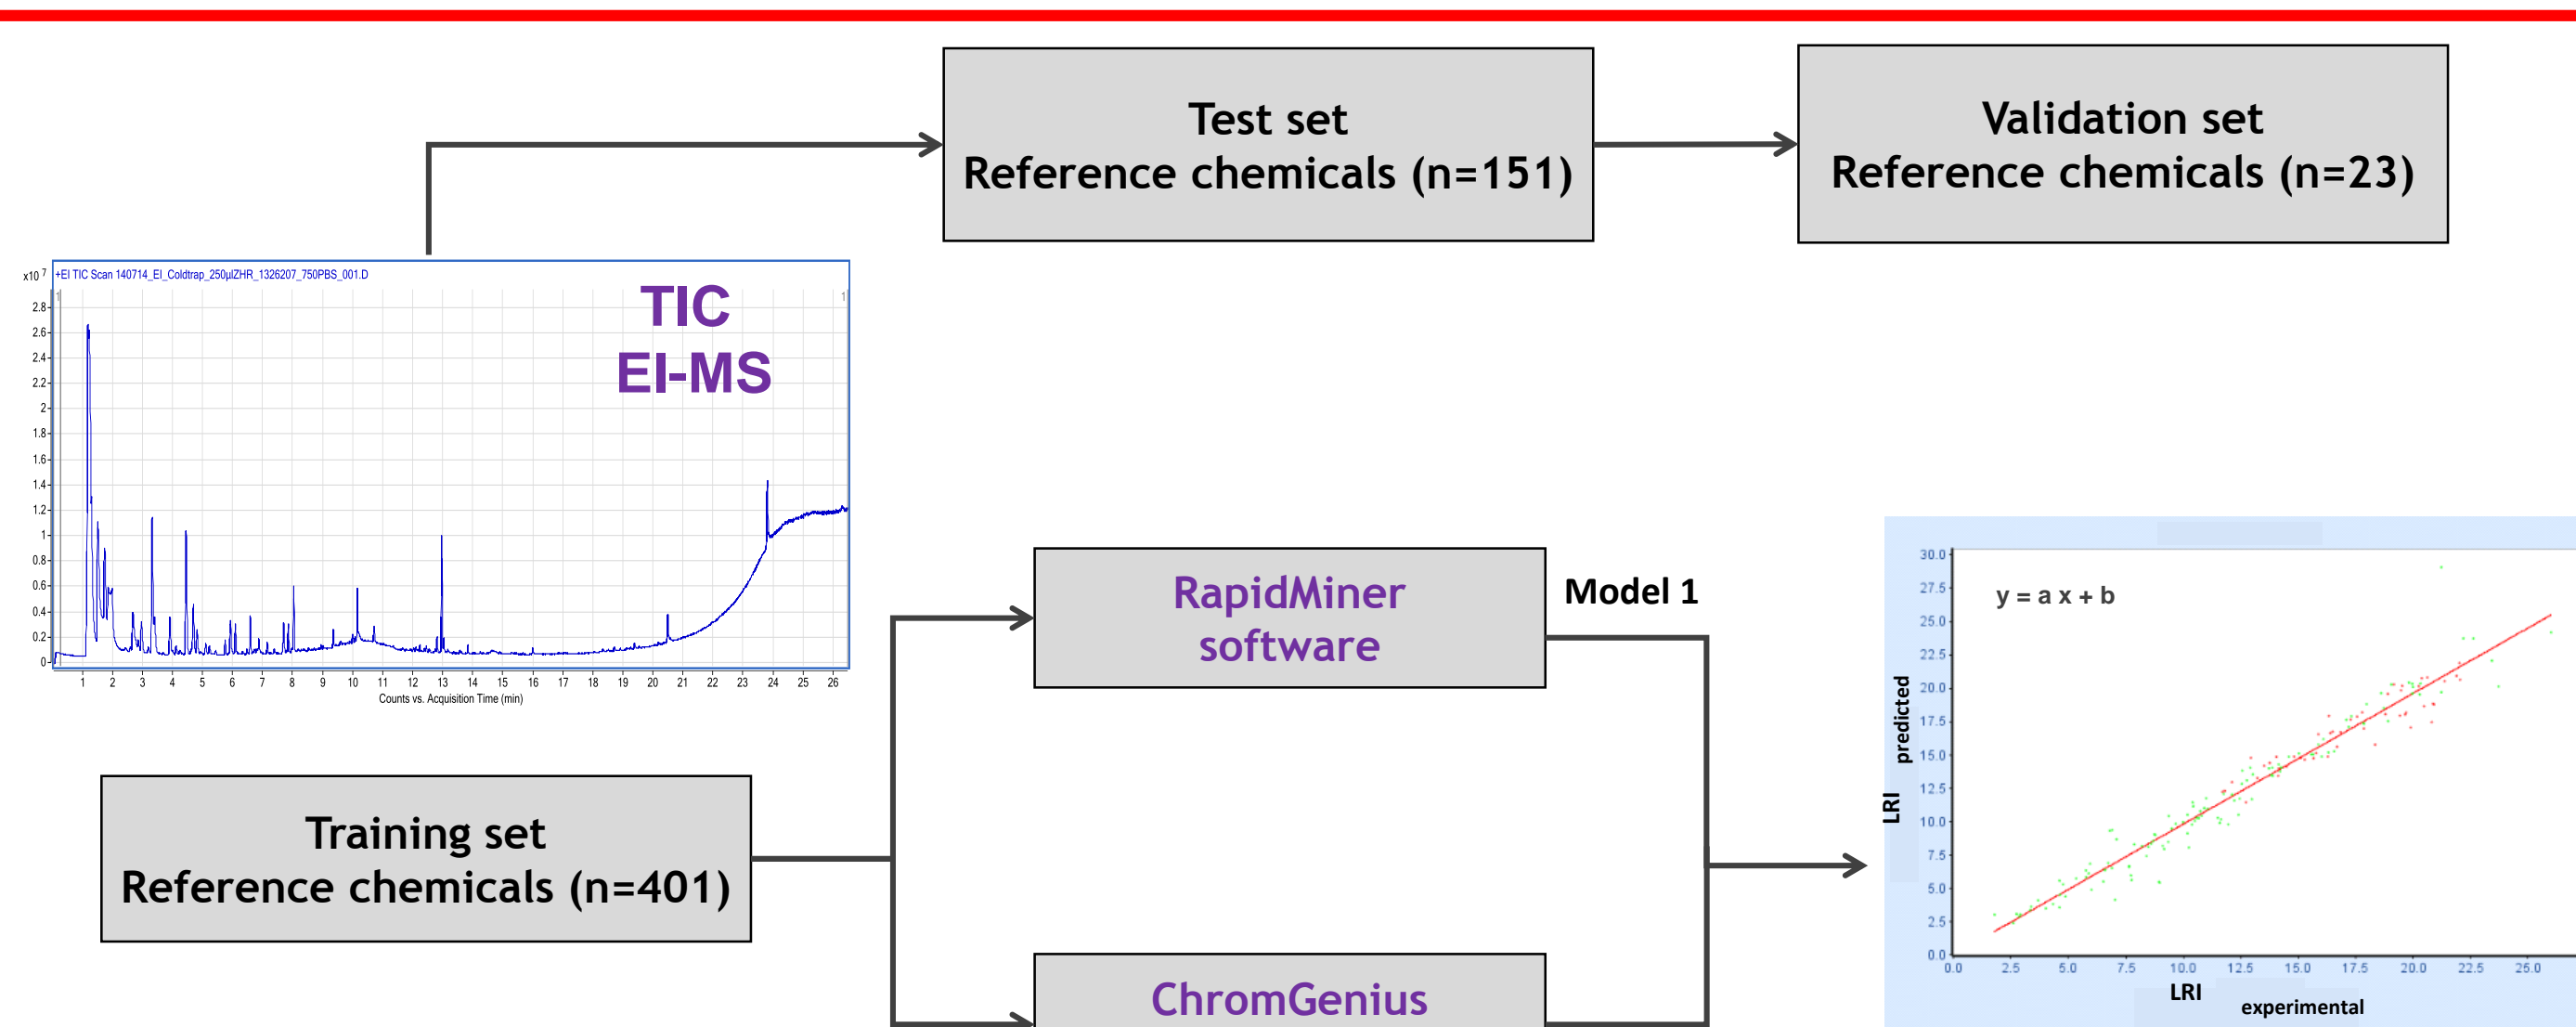 Test set
Reference chemicals (n=151)
Validation set
Reference chemicals (n=23)
x10 7
+EI TIC Scan 140714_EI_Coldtrap_250µlZHR_1326207_750PBS_001.D
1
1
TIC
EI-MS
2.8
2.6
2.4
2.2
2
1.8
1.6
1.4
1.2
1
0.8
0.6
0.4
0.2
0
1 2 3 4 5 6 7 8 9 10 11 12 13 14 15 16 17 18 19 20 21 22 23 24 25 26
Counts vs. Acquisition Time (min)
Training set
Reference chemicals (n=401)
RapidMiner
software
Model 1
ChromGenius
y = a x + b
30.0
27.5
25.0
22.5
20.0
17.5
15.0
12.5
10.0
7.5
5.0
2.5
0.0
LRI predicted
0.0 2.5 5.0 7.5 10.0 12.5 15.0 17.5 20.0 22.5 25.0
LRI experimental